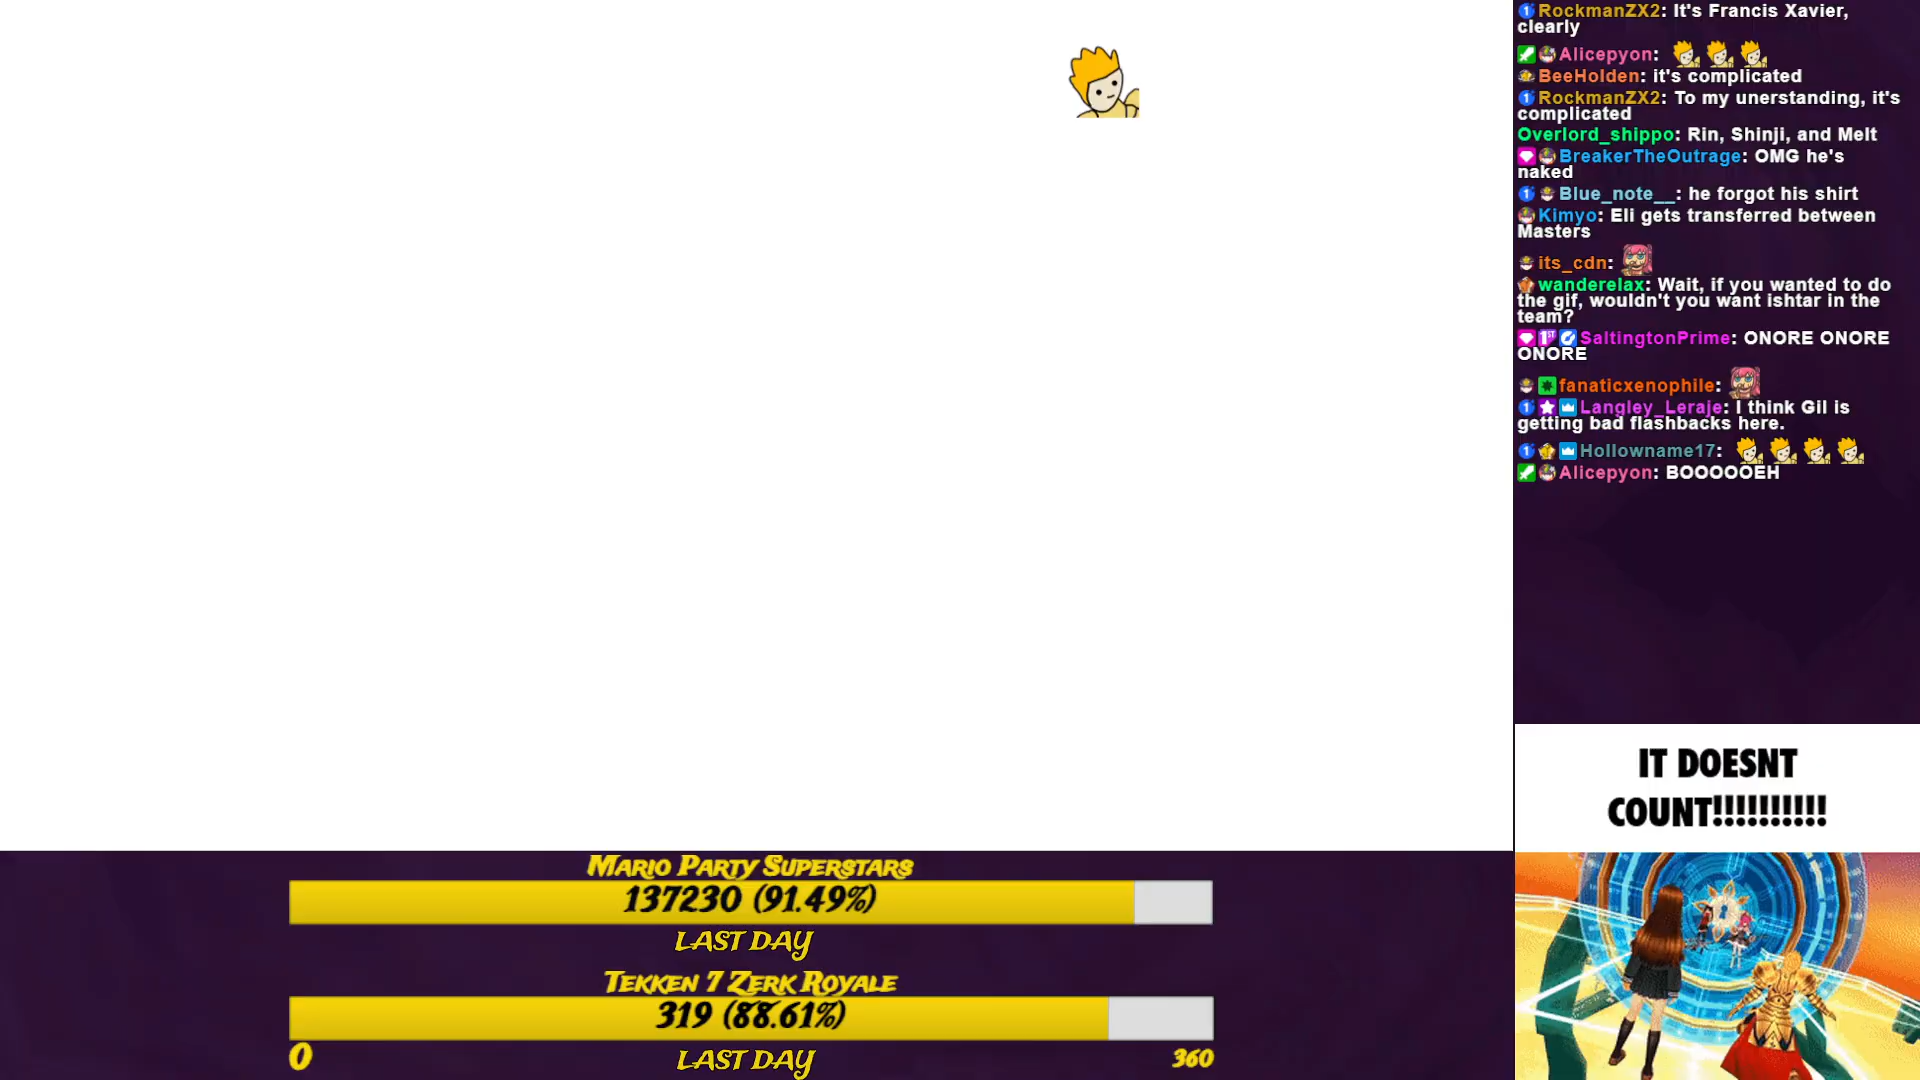 RockmanZX2: It's Francis Xavier,
clearly
Alicepyon:
BeeHolden: it's complicated
RockmanZX2: To my unerstanding, it's
complicated
Overlord_shippo: Rin, Shinji, and Melt
BreakerTheOutrage: OMG he's
naked
Blue_note__: he forgot his shirt
Kimyo: Eli gets transferred between
Masters
its_cdn:
wanderelax: Wait, if you wanted to do
the gif, wouldn't you want ishtar in the
team?
SaltingtonPrime: ONORE ONORE
ONORE
fanaticxenophile:
Langley_Leraje: I think Gil is
getting bad flashbacks here.
Hollowname17:
Alicepyon: BOOOOOEH
IT DOESNT
COUNT!!!!!!!!!!
MARIO PARTY SUPERSTARS
137230 (91.49%)
LAST DAY
TEKKEN 7 ZERK ROYALE
319 (88.61%)
0
LAST DAY
360